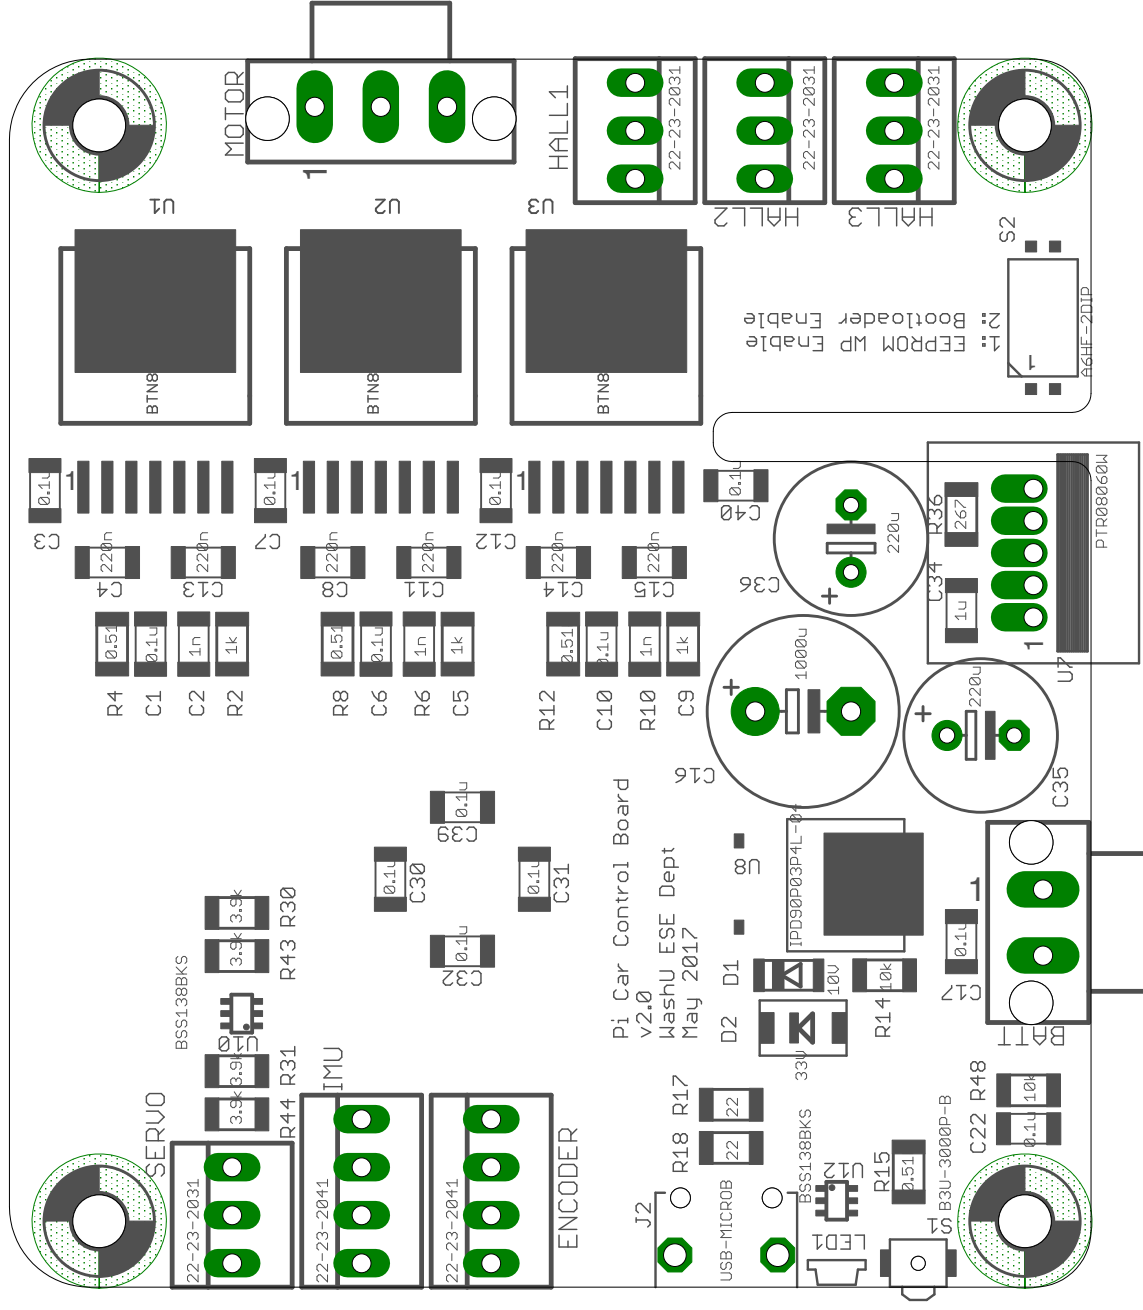 MOTOR
1
HALL1
22-23-2031
22-23-2031
22-23-2031
HALL2
HALL3
U1
U2
U3
S2
BTN8
BTN8
BTN8
1: EEPROM WP Enable
2: Bootloader Enable
1
A6HF-2DIP
0.1u
1
0.1u
1
0.1u
1
0.1u
C3
C7
C12
C40
220n
220n
220n
220n
220n
220n
C4
C13
C8
C11
C14
C15
C36
220u
+
R36
267
C34
1u
PTR08060W
1
U7
0.51
0.1u
1n
1k
0.51
0.1u
1n
1k
0.51
0.1u
1n
1k
R4
C1
C2
R2
R8
C6
R6
C5
R12
C10
R10
C9
1000u
+
C16
220u
+
C35
0.1u
C39
0.1u
C30
0.1u
C31
0.1u
C32
Pi Car Control Board
v2.0
WashU ESE Dept
May 2017
U8
IPD90P03P4L-04
1
0.1u
C17
BATT
3.9k
R30
3.9k
R43
BSS138BKS
U10
3.9k
R31
3.9k
R44
D1
10V
10k
R14
D2
33V
IMU
SERVO
22-23-2031
22-23-2041
22-23-2041
ENCODER
R17
22
R18
22
J2
USB-MICROB
BSS138BKS
U12
LED1
R15
0.51
B3U-3000P-B
S1
R48
10k
C22
0.1u